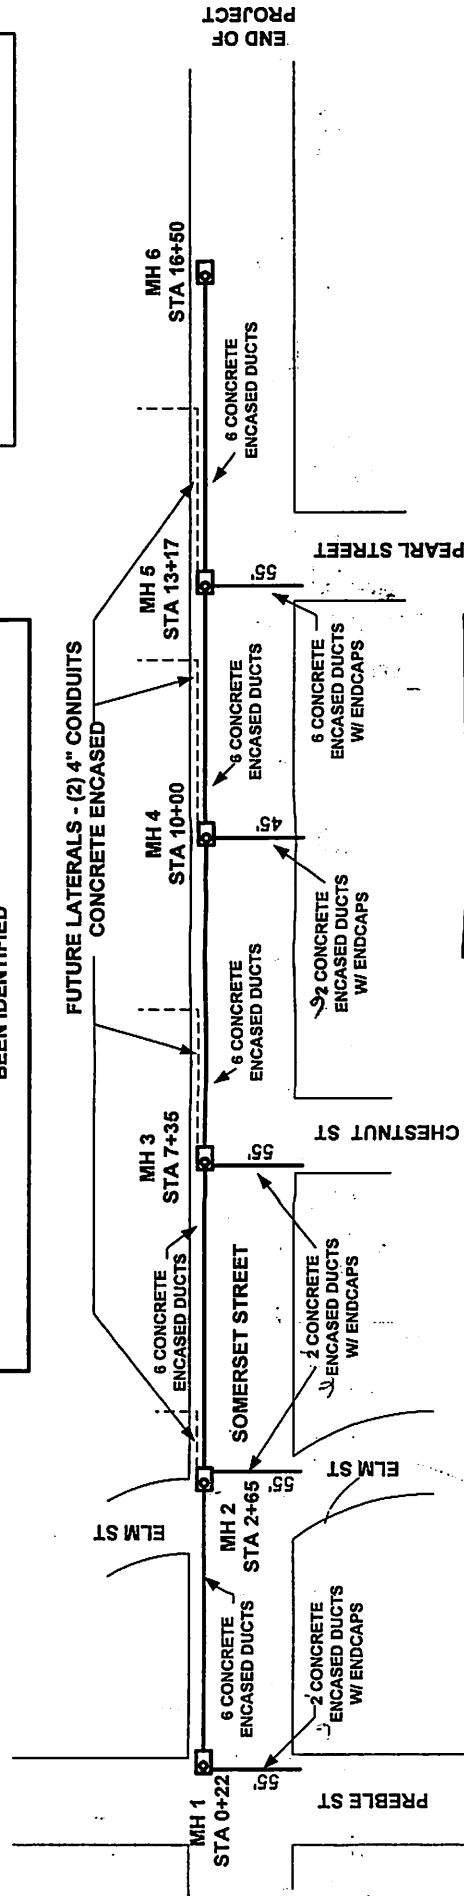 BEEN IDENTIFIED
FUTURE LATERALS - (2) 4" CONDUITS
CONCRETE ENCASED
END OF
PROJECT
MH 1
STA 0+22
MH 2
STA 2+65
MH 3
STA 7+35
MH 4
STA 10+00
MH 5
STA 13+17
MH 6
STA 16+50
6 CONCRETE
ENCASED DUCTS
6 CONCRETE
ENCASED DUCTS
6 CONCRETE
ENCASED DUCTS
6 CONCRETE
ENCASED DUCTS
6 CONCRETE
ENCASED DUCTS
SOMERSET STREET
55'
55'
55'
45'
55'
2 CONCRETE
ENCASED DUCTS
W/ ENDCAPS
2 CONCRETE
ENCASED DUCTS
W/ ENDCAPS
2 CONCRETE
ENCASED DUCTS
W/ ENDCAPS
6 CONCRETE
ENCASED DUCTS
W/ ENDCAPS
PREBLE ST
ELM ST
ELM ST
CHESTNUT ST
PEARL STREET